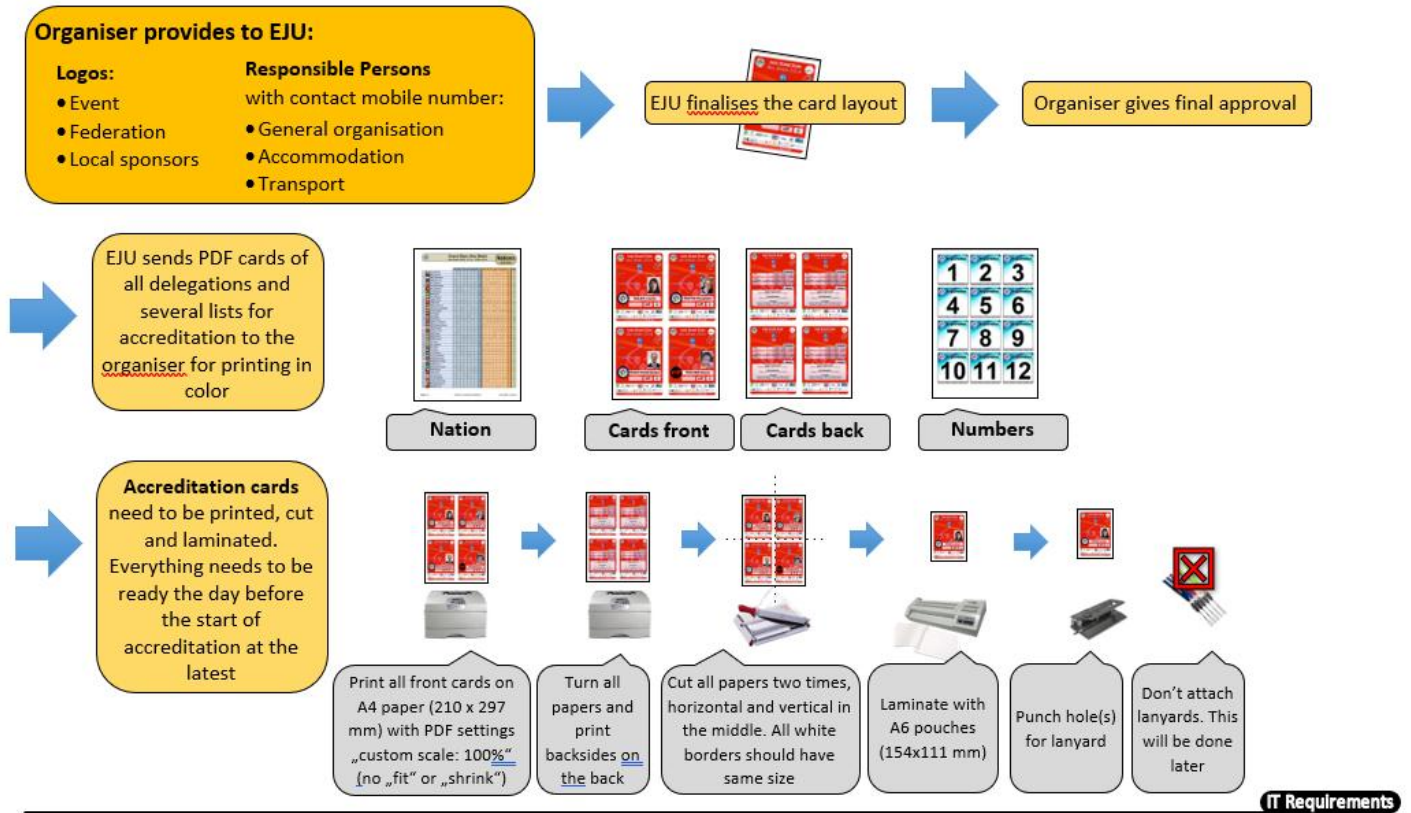 Organiser provides to EJU:
Logos:
• Event
• Federation
• Local sponsors
Responsible Persons
with contact mobile number:
• General organisation
• Accommodation
• Transport
EJU finalises the card layout
Organiser gives final approval
EJU sends PDF cards of
all delegations and
several lists for
accreditation to the
organiser for printing in
color
Nation
Cards front
Cards back
1 2 3
4 5 6
7 8 9
10 11 12
Numbers
Accreditation cards
need to be printed, cut
and laminated.
Everything needs to be
ready the day before
the start of
accreditation at the
latest
Print all front cards on
A4 paper (210 x 297
mm) with PDF settings
„custom scale: 100%“
(no „fit“ or „shrink“)
Turn all
papers and
print
backsides on
the back
Cut all papers two times,
horizontal and vertical in
the middle. All white
borders should have
same size
Laminate with
A6 pouches
(154x111 mm)
Punch hole(s)
for lanyard
Don’t attach
lanyards. This
will be done
later
IT Requirements